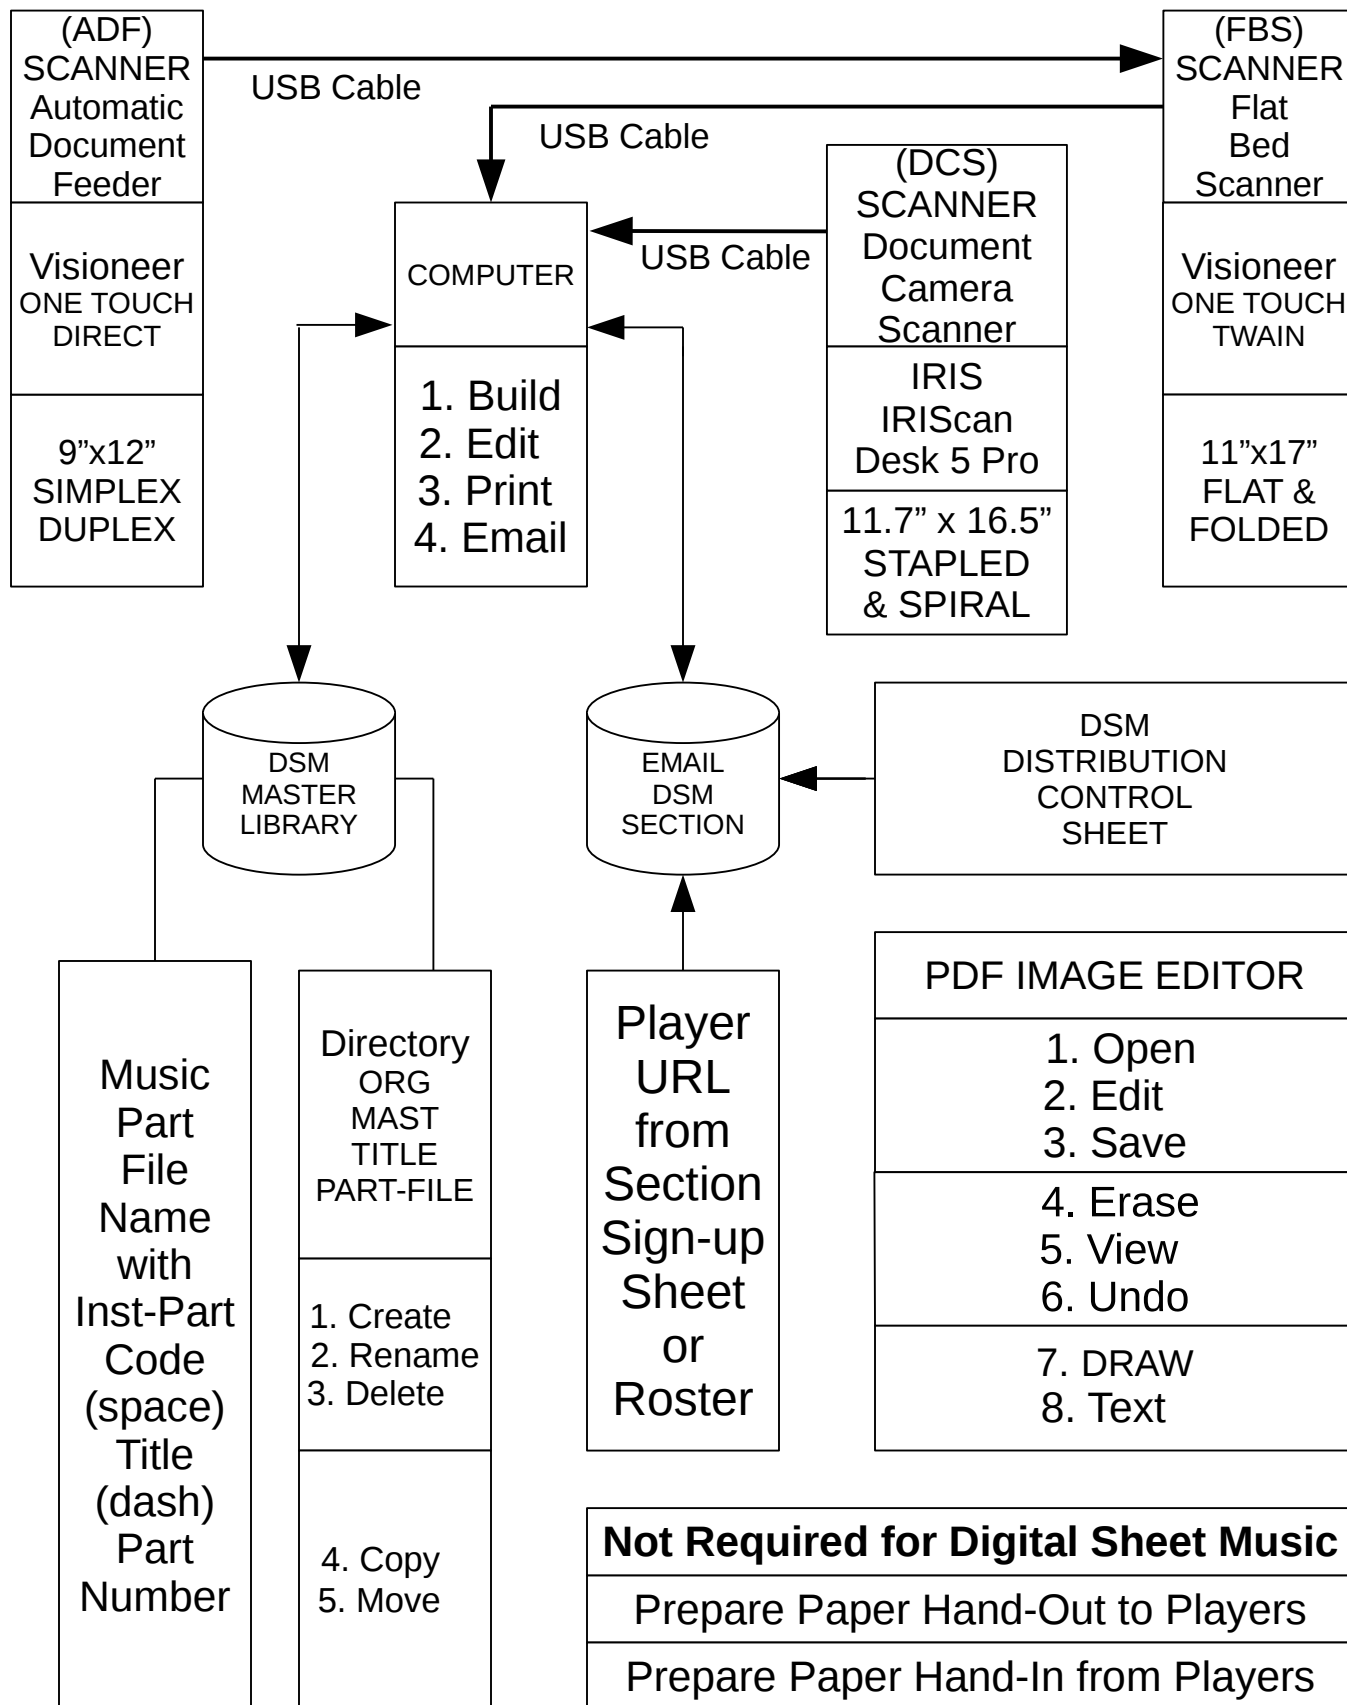 (ADF)
SCANNER
Automatic
Document
Feeder
Visioneer
ONE TOUCH
DIRECT
9”x12”
SIMPLEX
DUPLEX
USB Cable
USB Cable
USB Cable
COMPUTER
1. Build
2. Edit
3. Print
4. Email
(DCS)
SCANNER
Document
Camera
Scanner
IRIS
IRIScan
Desk 5 Pro
11.7” x 16.5”
STAPLED
& SPIRAL
(FBS)
SCANNER
Flat
Bed
Scanner
Visioneer
ONE TOUCH
TWAIN
11”x17”
FLAT &
FOLDED
DSM
MASTER
LIBRARY
EMAIL
DSM
SECTION
DSM
DISTRIBUTION
CONTROL
SHEET
Music
Part
File
Name
with
Inst-Part
Code
(space)
Title
(dash)
Part
Number
Directory
ORG
MAST
TITLE
PART-FILE
1. Create
2. Rename
3. Delete
4. Copy
5. Move
Player
URL
from
Section
Sign-up
Sheet
or
Roster
PDF IMAGE EDITOR
1. Open
2. Edit
3. Save
4. Erase
5. View
6. Undo
7. DRAW
8. Text
Not Required for Digital Sheet Music
Prepare Paper Hand-Out to Players
Prepare Paper Hand-In from Players